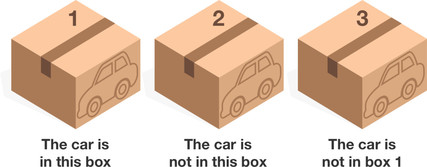 1
2
3
The car is
in this box
The car is
not in this box
The car is
not in box 1